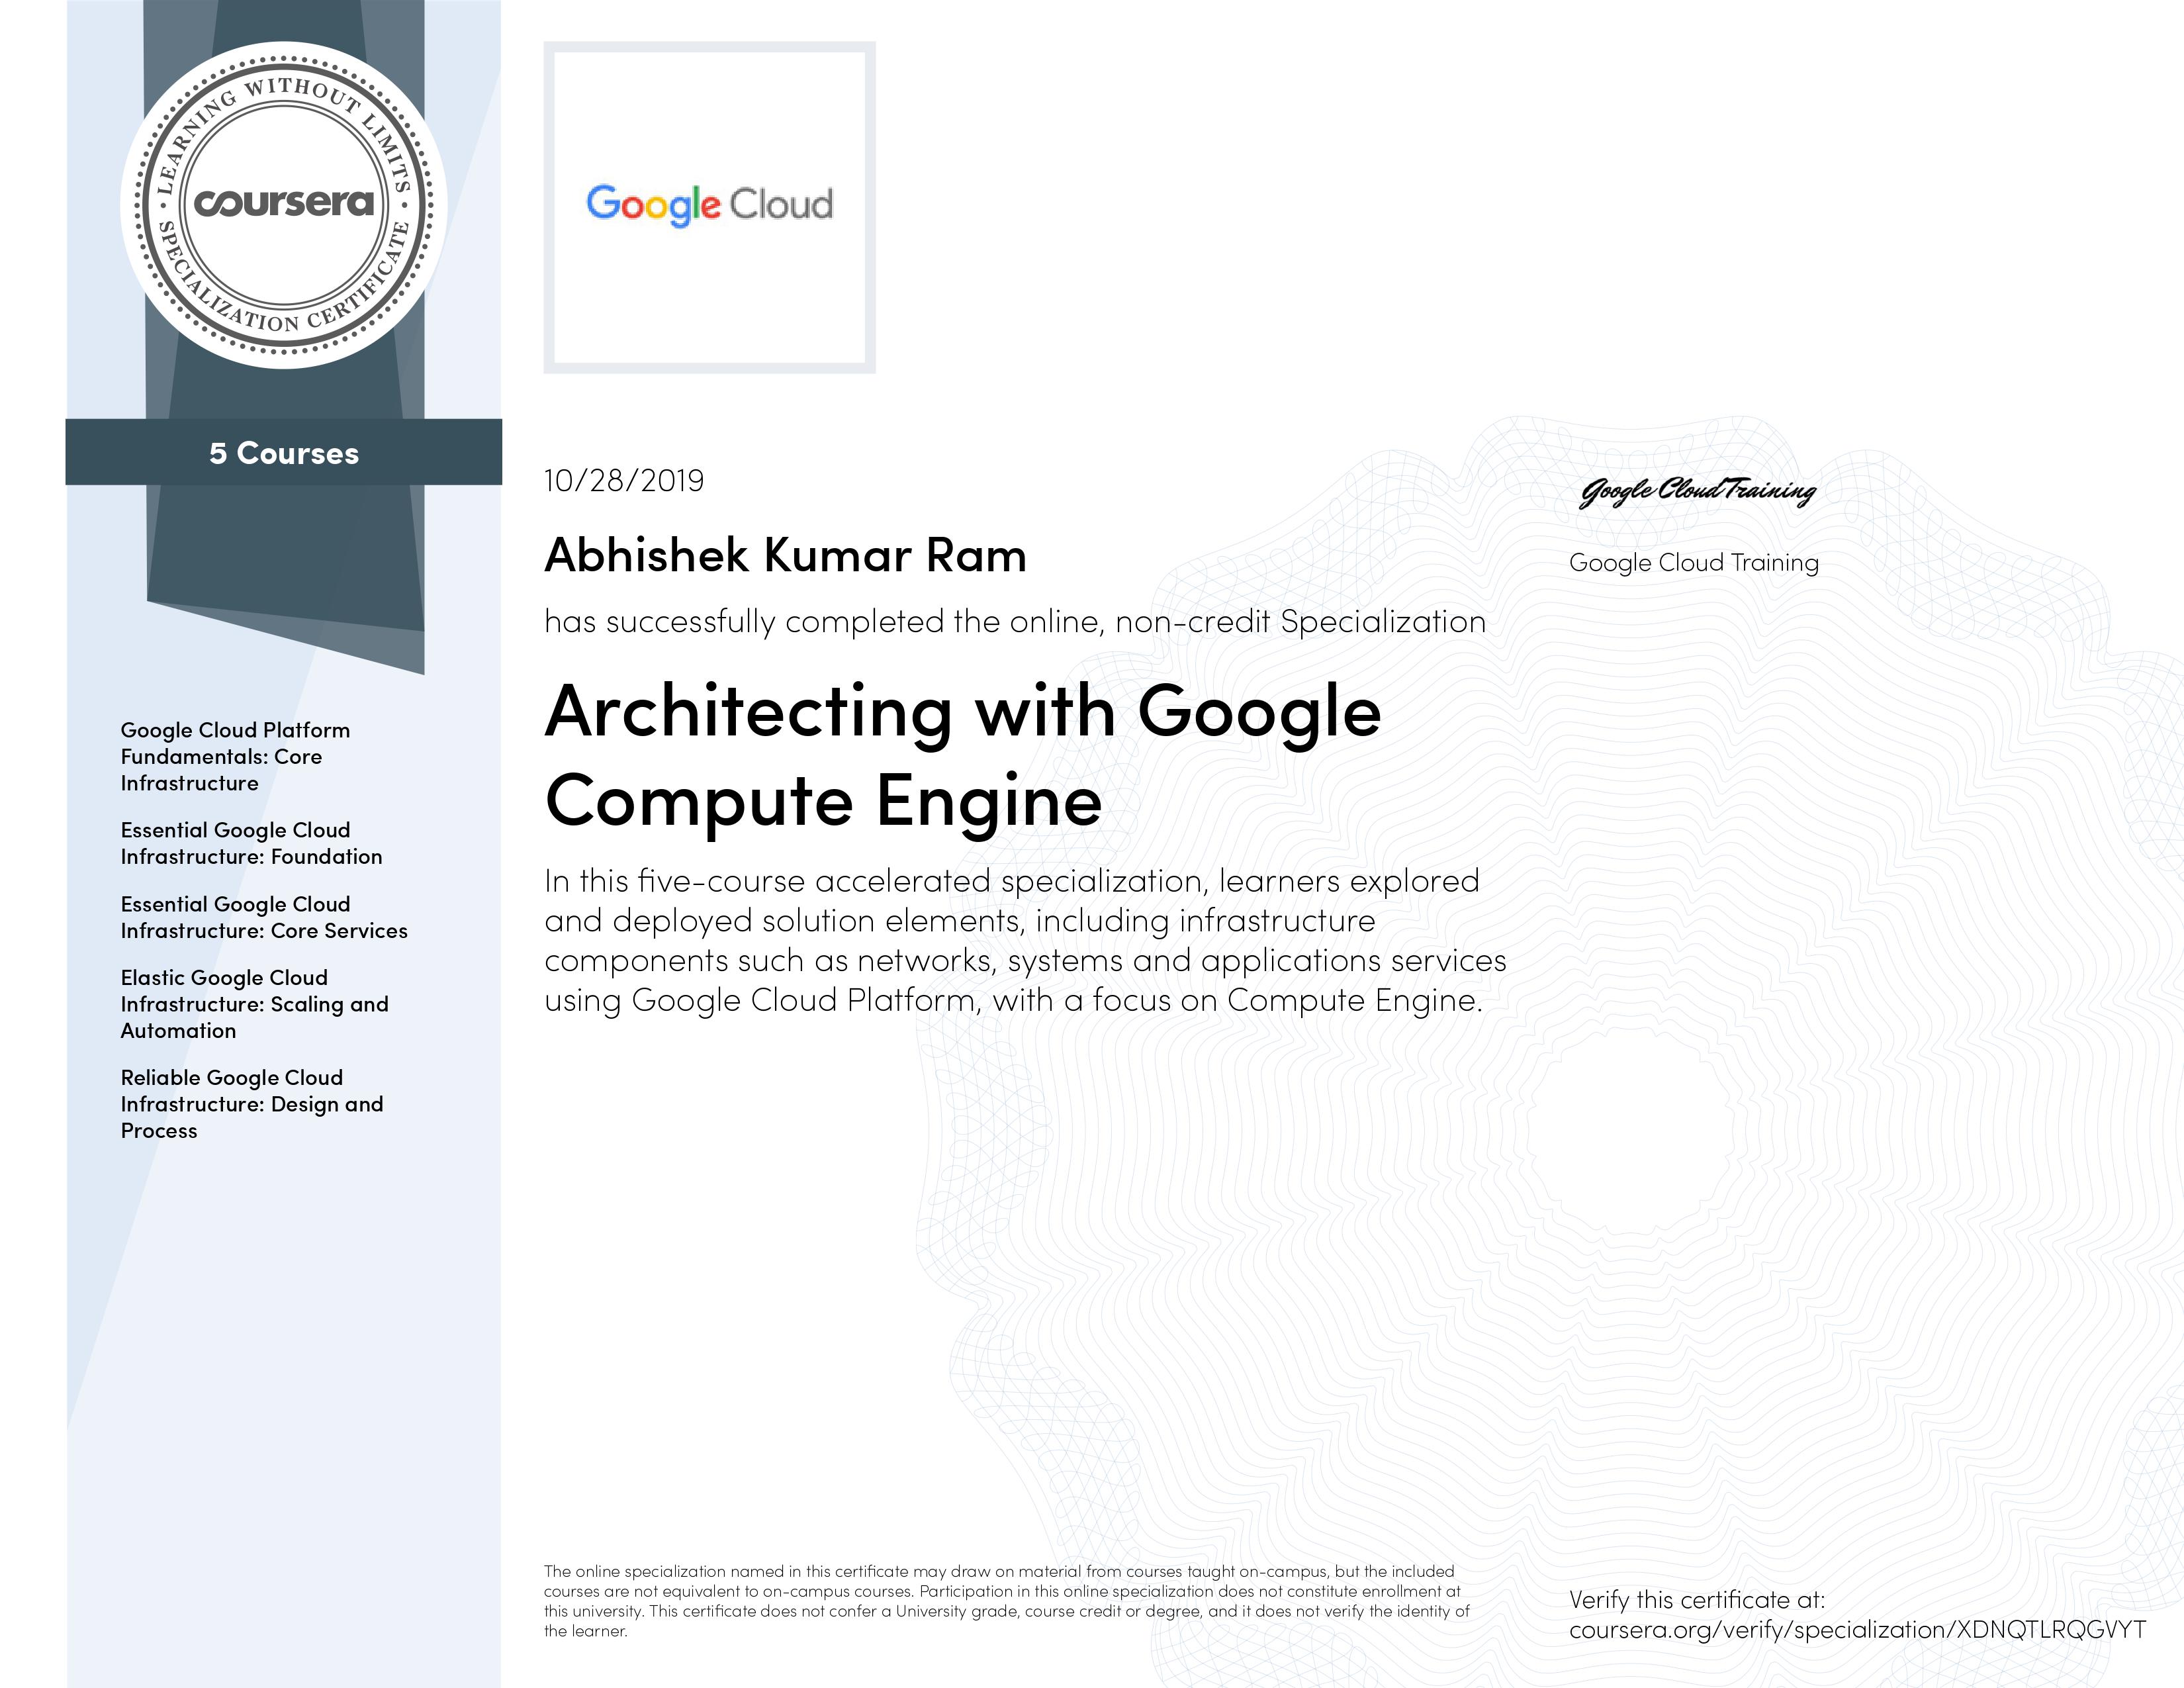 LEARNING WITHOUT LIMITS
coursera
SPECIALIZATION CERTIFICATE
5 Courses
Google Cloud Platform
Fundamentals: Core
Infrastructure
Essential Google Cloud
Infrastructure: Foundation
Essential Google Cloud
Infrastructure: Core Services
Elastic Google Cloud
Infrastructure: Scaling and
Automation
Reliable Google Cloud
Infrastructure: Design and
Process
Google Cloud
10/28/2019
Abhishek Kumar Ram
has successfully completed the online, non-credit Specialization
Architecting with Google
Compute Engine
In this five-course accelerated specialization, learners explored
and deployed solution elements, including infrastructure
components such as networks, systems and applications services
using Google Cloud Platform, with a focus on Compute Engine.
Google Cloud Training
Google Cloud Training
The online specialization named in this certificate may draw on material from courses taught on-campus, but the included
courses are not equivalent to on-campus courses. Participation in this online specialization does not constitute enrollment at
this university. This certificate does not confer a University grade, course credit or degree, and it does not verify the identity of
the learner.
Verify this certificate at:
coursera.org/verify/specialization/XDNQTLRQGVYT